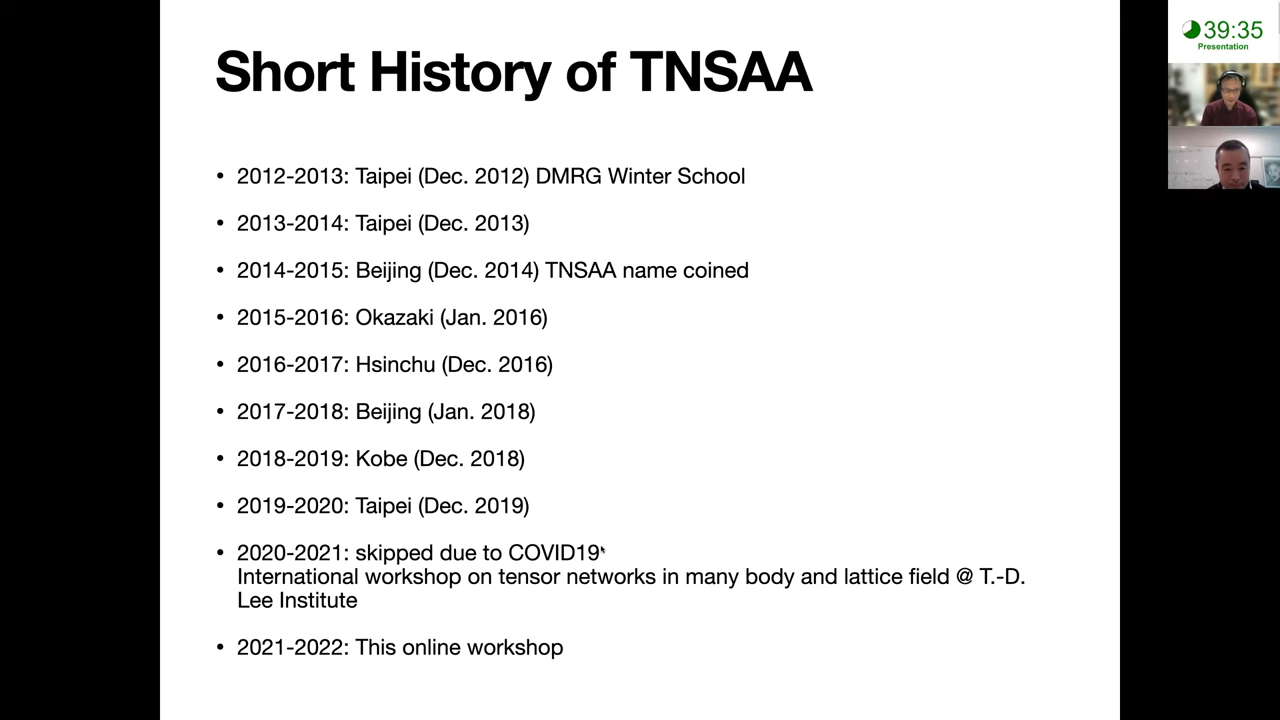 Short History of TNSAA
• 2012-2013: Taipei (Dec. 2012) DMRG Winter School
• 2013-2014: Taipei (Dec. 2013)
• 2014-2015: Beijing (Dec. 2014) TNSAA name coined
• 2015-2016: Okazaki (Jan. 2016)
• 2016-2017: Hsinchu (Dec. 2016)
• 2017-2018: Beijing (Jan. 2018)
• 2018-2019: Kobe (Dec. 2018)
• 2019-2020: Taipei (Dec. 2019)
• 2020-2021: skipped due to COVID19
International workshop on tensor networks in many body and lattice field @ T.-D.
Lee Institute
• 2021-2022: This online workshop
39:35
Presentation